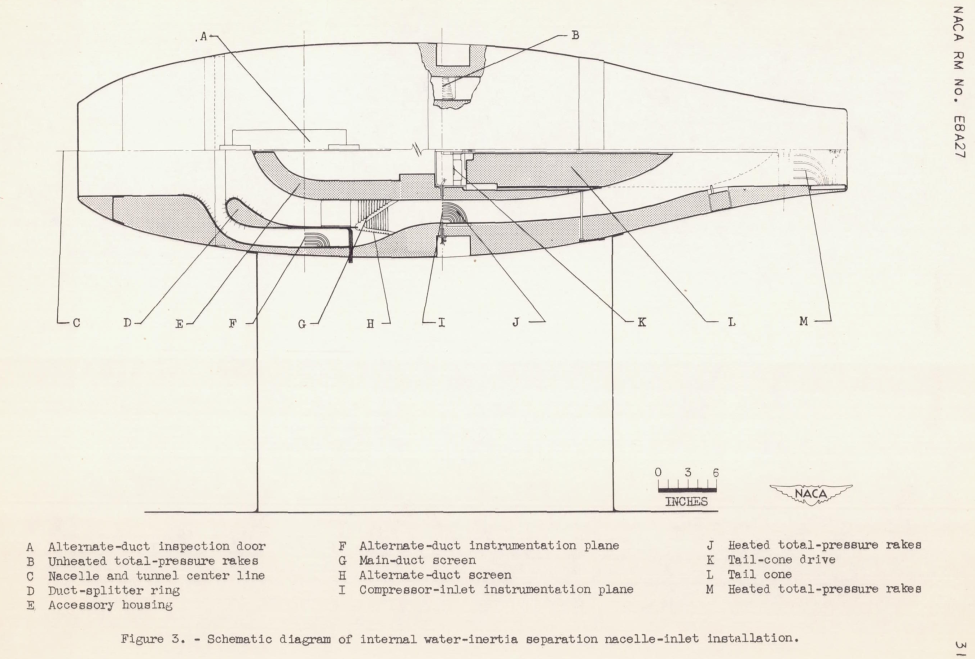 NACA RM No. E8A27
A
B
C D E F G H I J K L M
0 3 6
INCHES
NACA
A Alternate-duct inspection door
B Unheated total-pressure rakes
C Nacelle and tunnel center line
D Duct-splitter ring
E Accessory housing
F Alternate-duct instrumentation plane
G Main-duct screen
H Alternate-duct screen
I Compressor-inlet instrumentation plane
J Heated total-pressure rakes
K Tail-cone drive
L Tail cone
M Heated total-pressure rakes
Figure 3. - Schematic diagram of internal water-inertia separation nacelle-inlet installation.
31